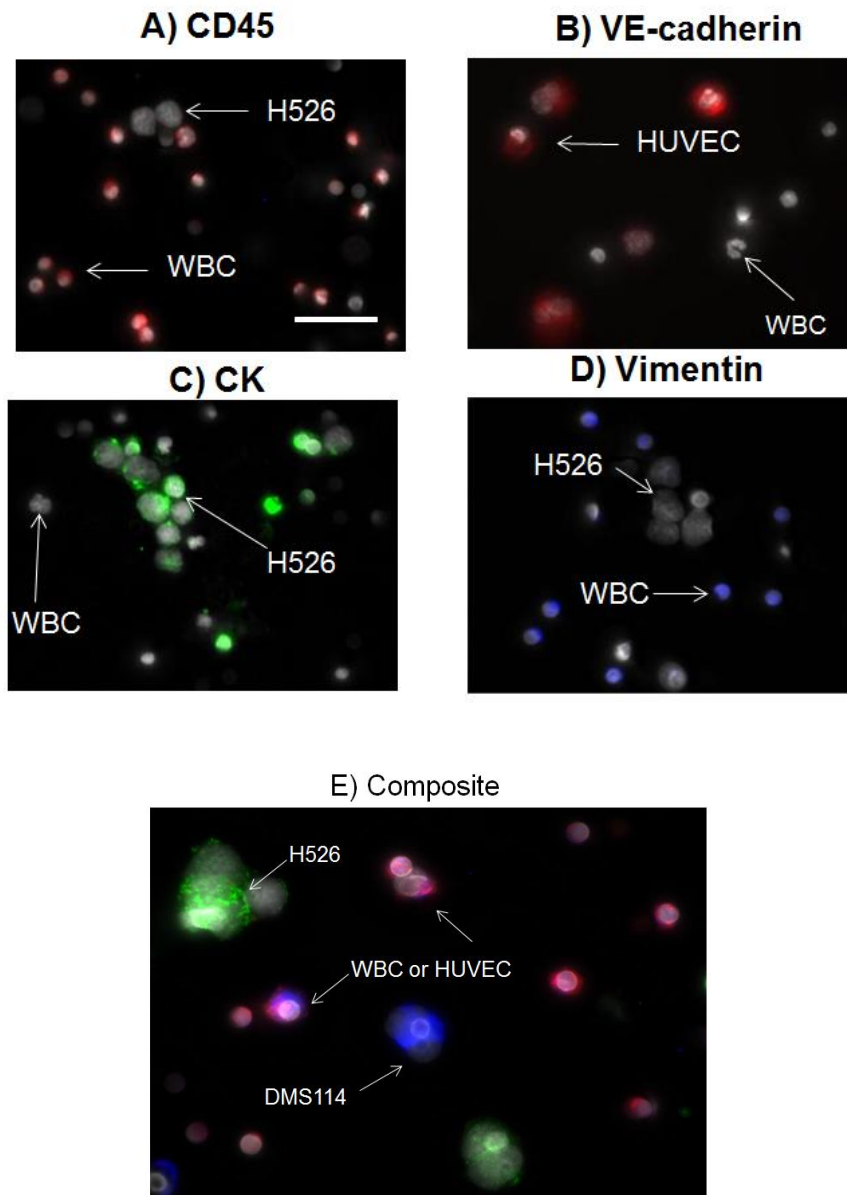 A) CD45
H526
WBC
B) VE-cadherin
HUVEC
WBC
C) CK
WBC
H526
D) Vimentin
H526
WBC
E) Composite
H526
WBC or HUVEC
DMS114